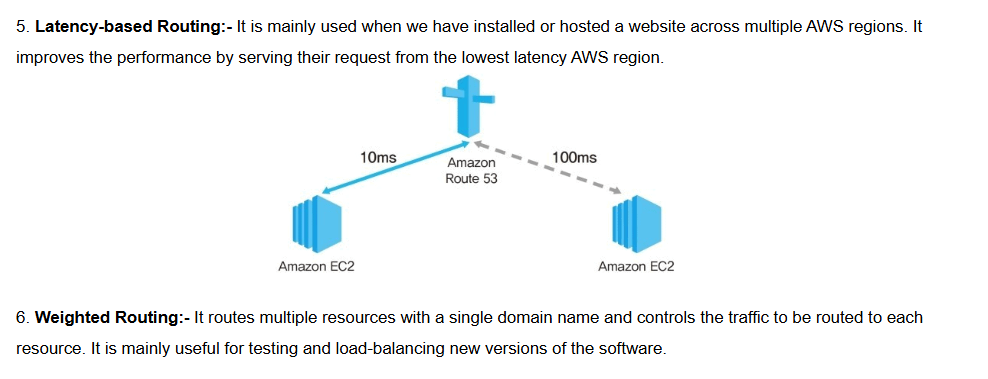 5. Latency-based Routing:- It is mainly used when we have installed or hosted a website across multiple AWS regions. It
improves the performance by serving their request from the lowest latency AWS region.
10ms
100ms
Amazon
Route 53
Amazon EC2
Amazon EC2
6. Weighted Routing:- It routes multiple resources with a single domain name and controls the traffic to be routed to each
resource. It is mainly useful for testing and load-balancing new versions of the software.